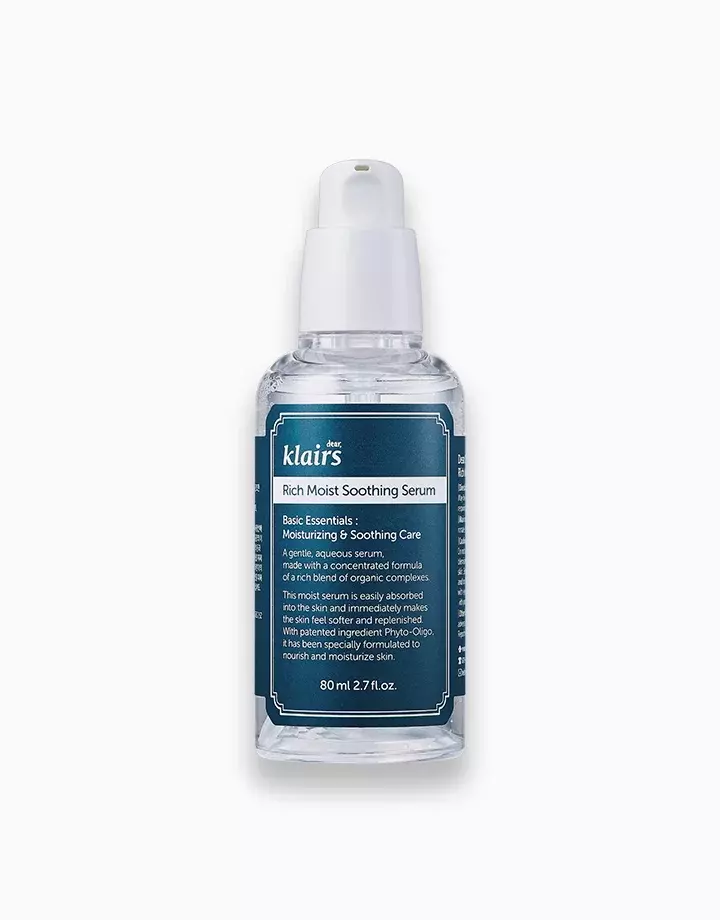 dear,
klairs
Rich Moist Soothing Serum
Basic Essentials :
Moisturizing & Soothing Care
A gentle, aqueous serum,
made with a concentrated formula
of a rich blend of organic complexes.
This moist serum is easily absorbed
into the skin and immediately makes
the skin feel softer and replenished.
With patented ingredient Phyto-Oligo,
it has been specially formulated to
nourish and moisturize skin.
80 ml 2.7 fl.oz.